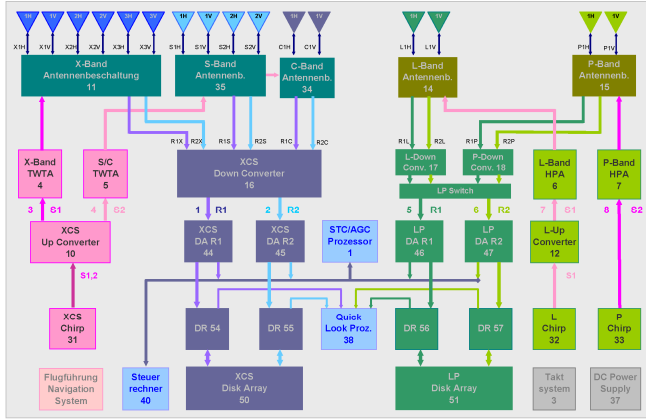 1H 1V 2H 2V 3H 3V 1H 1V 2H 2V 1H 1V 1H 1V 1H 1V
X1H X1V X2H X2V X3H X3V S1H S1V S2H S2V C1H C1V L1H L1V P1H P1V
X-Band
Antennenbeschaltung
11
S-Band
Antennenb.
35
C-Band
Antennenb.
34
L-Band
Antennenb.
14
P-Band
Antennenb.
15
R1X R2X R1S R2S R1C R2C R1L R2L R1P R2P
X-Band
TWTA
4
S/C
TWTA
5
XCS
Down Converter
16
L-Down
Conv. 17
P-Down
Conv. 18
LP Switch
L-Band
HPA
6
P-Band
HPA
7
3 S1 4 S2 1 R1 2 R2 5 R1 6 R2 7 S1 8 S2
XCS
Up Converter
10
XCS
DA R1
44
XCS
DA R2
45
STC/AGC
Prozessor
1
LP
DA R1
46
LP
DA R2
47
L-Up
Converter
12
S1,2
S1
XCS
Chirp
31
DR 54
DR 55
Quick
Look Proz.
38
DR 56
DR 57
L
Chirp
32
P
Chirp
33
Flugführung
Navigation
System
Steuer
rechner
40
XCS
Disk Array
50
LP
Disk Array
51
Takt
system
3
DC Power
Supply
37